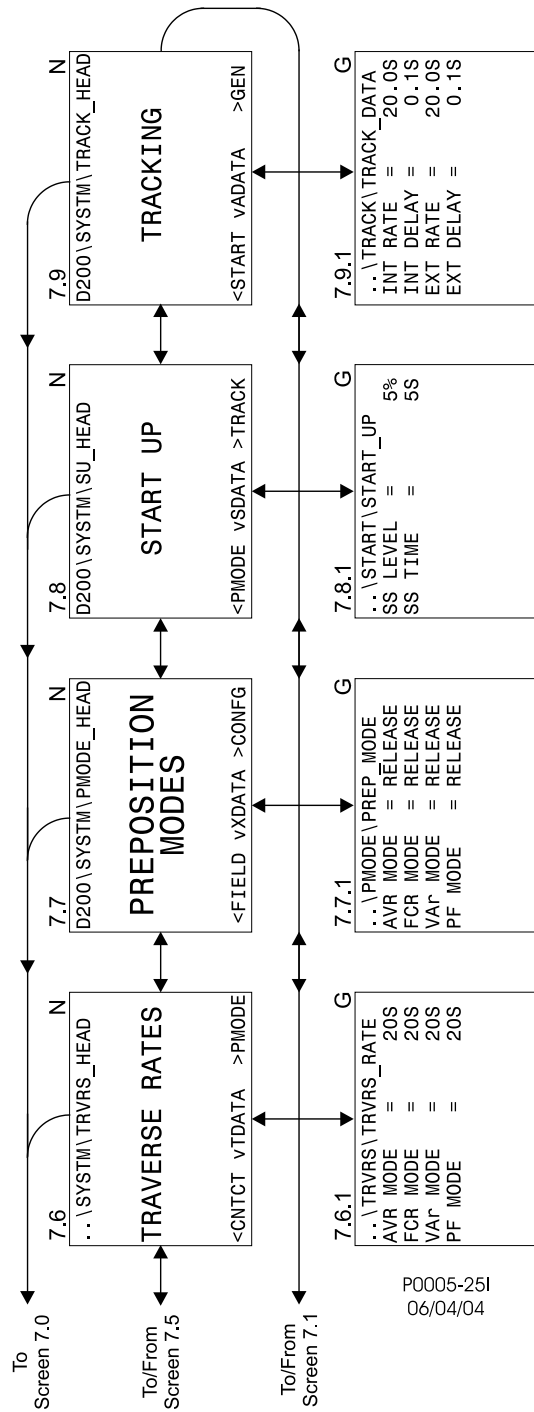 To
Screen 7.0
To/From
Screen 7.5
To/From
Screen 7.1
7.6 N
..\SYSTM\TRVRS_HEAD
TRAVERSE RATES
<CNTCT vTDATA >PMODE
7.7 N
D200\SYSTM\PMODE_HEAD
PREPOSITION
MODES
<FIELD vXDATA >CONFG
7.8 N
D200\SYSTM\SU_HEAD
START UP
<PMODE vSDATA >TRACK
7.9 N
D200\SYSTM\TRACK_HEAD
TRACKING
<START vADATA >GEN
7.6.1 G
..\TRVRS\TRVRS_RATE
AVR MODE = 20S
FCR MODE = 20S
VAr MODE = 20S
PF MODE = 20S
7.7.1 G
..\PMODE\PREP_MODE
AVR MODE = RELEASE
FCR MODE = RELEASE
VAr MODE = RELEASE
PF MODE = RELEASE
7.8.1 G
..\START\START_UP
SS LEVEL = 5%
SS TIME = 5S
7.9.1 G
..\TRACK\TRACK_DATA
INT RATE = 20.0S
INT DELAY = 0.1S
EXT RATE = 20.0S
EXT DELAY = 0.1S
P0005-25I
06/04/04